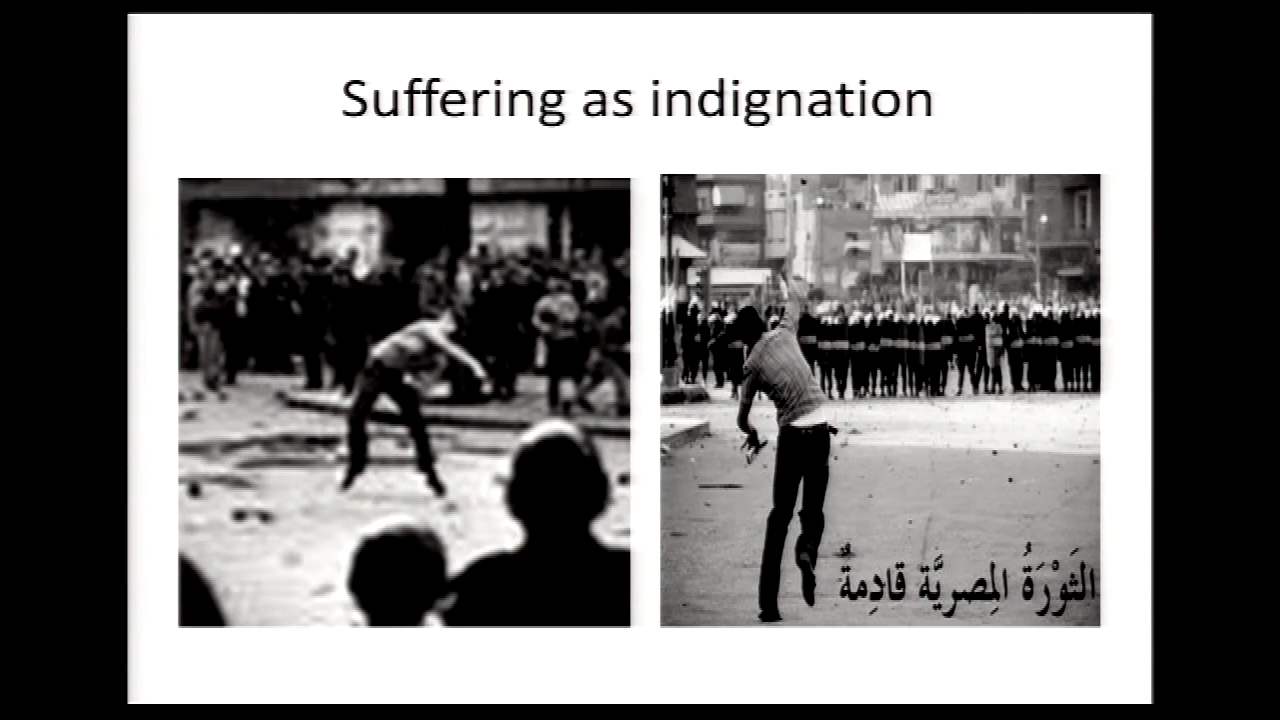 Suffering as indignation
الثَوْرَةُ المِصريَّة قادِمةٌ